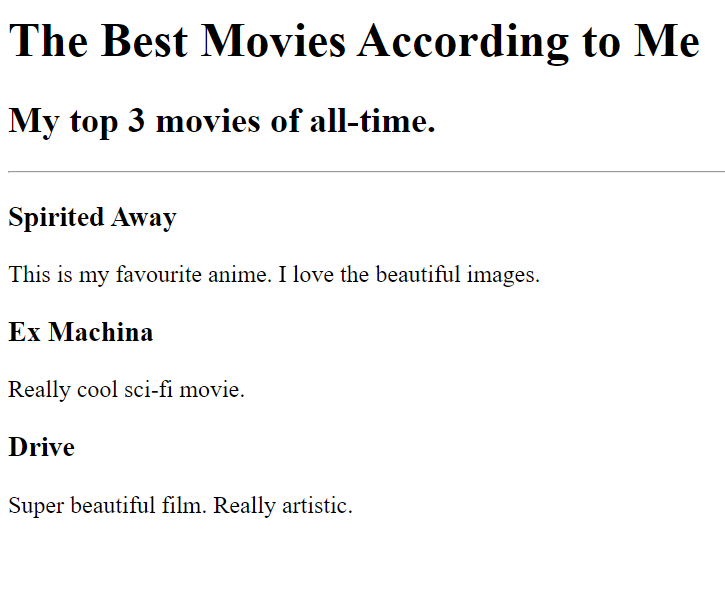 The Best Movies According to Me
My top 3 movies of all-time.
Spirited Away
This is my favourite anime. I love the beautiful images.
Ex Machina
Really cool sci-fi movie.
Drive
Super beautiful film. Really artistic.